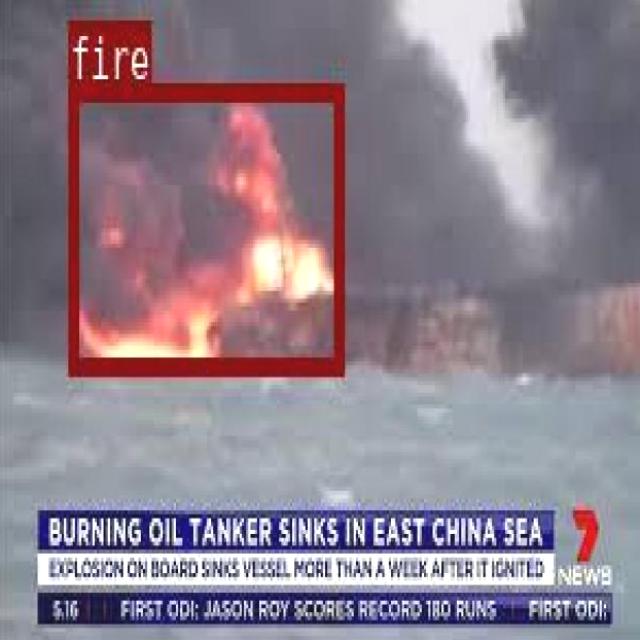 fire
BURNING OIL TANKER SINKS IN EAST CHINA SEA
EXPLOSION ON BOARD SINKS VESSEL MORE THAN A WEEK AFTER IT IGNITED
7 NEWS
5.16 FIRST ODI: JASON ROY SCORES RECORD 180 RUNS FIRST ODI: